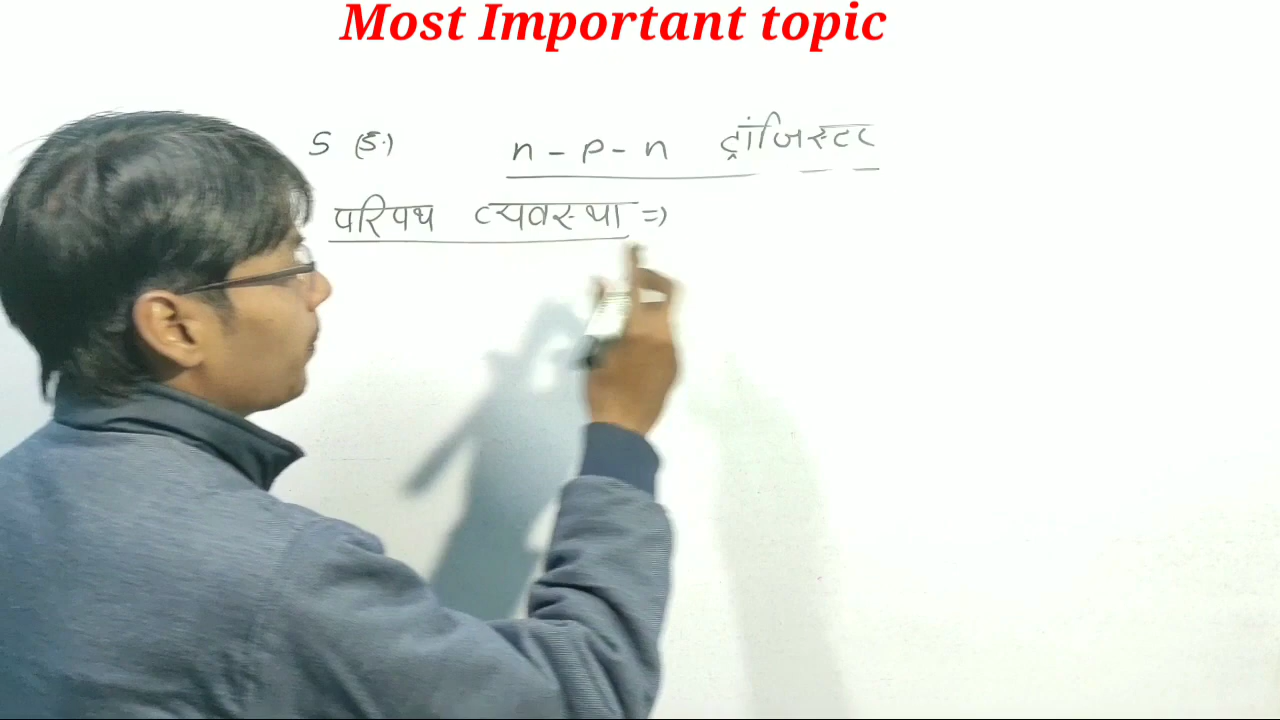 Most Important topic
5 (इ.) n - p - n ट्रांजिस्टर
परिपथ व्यवस्था =>